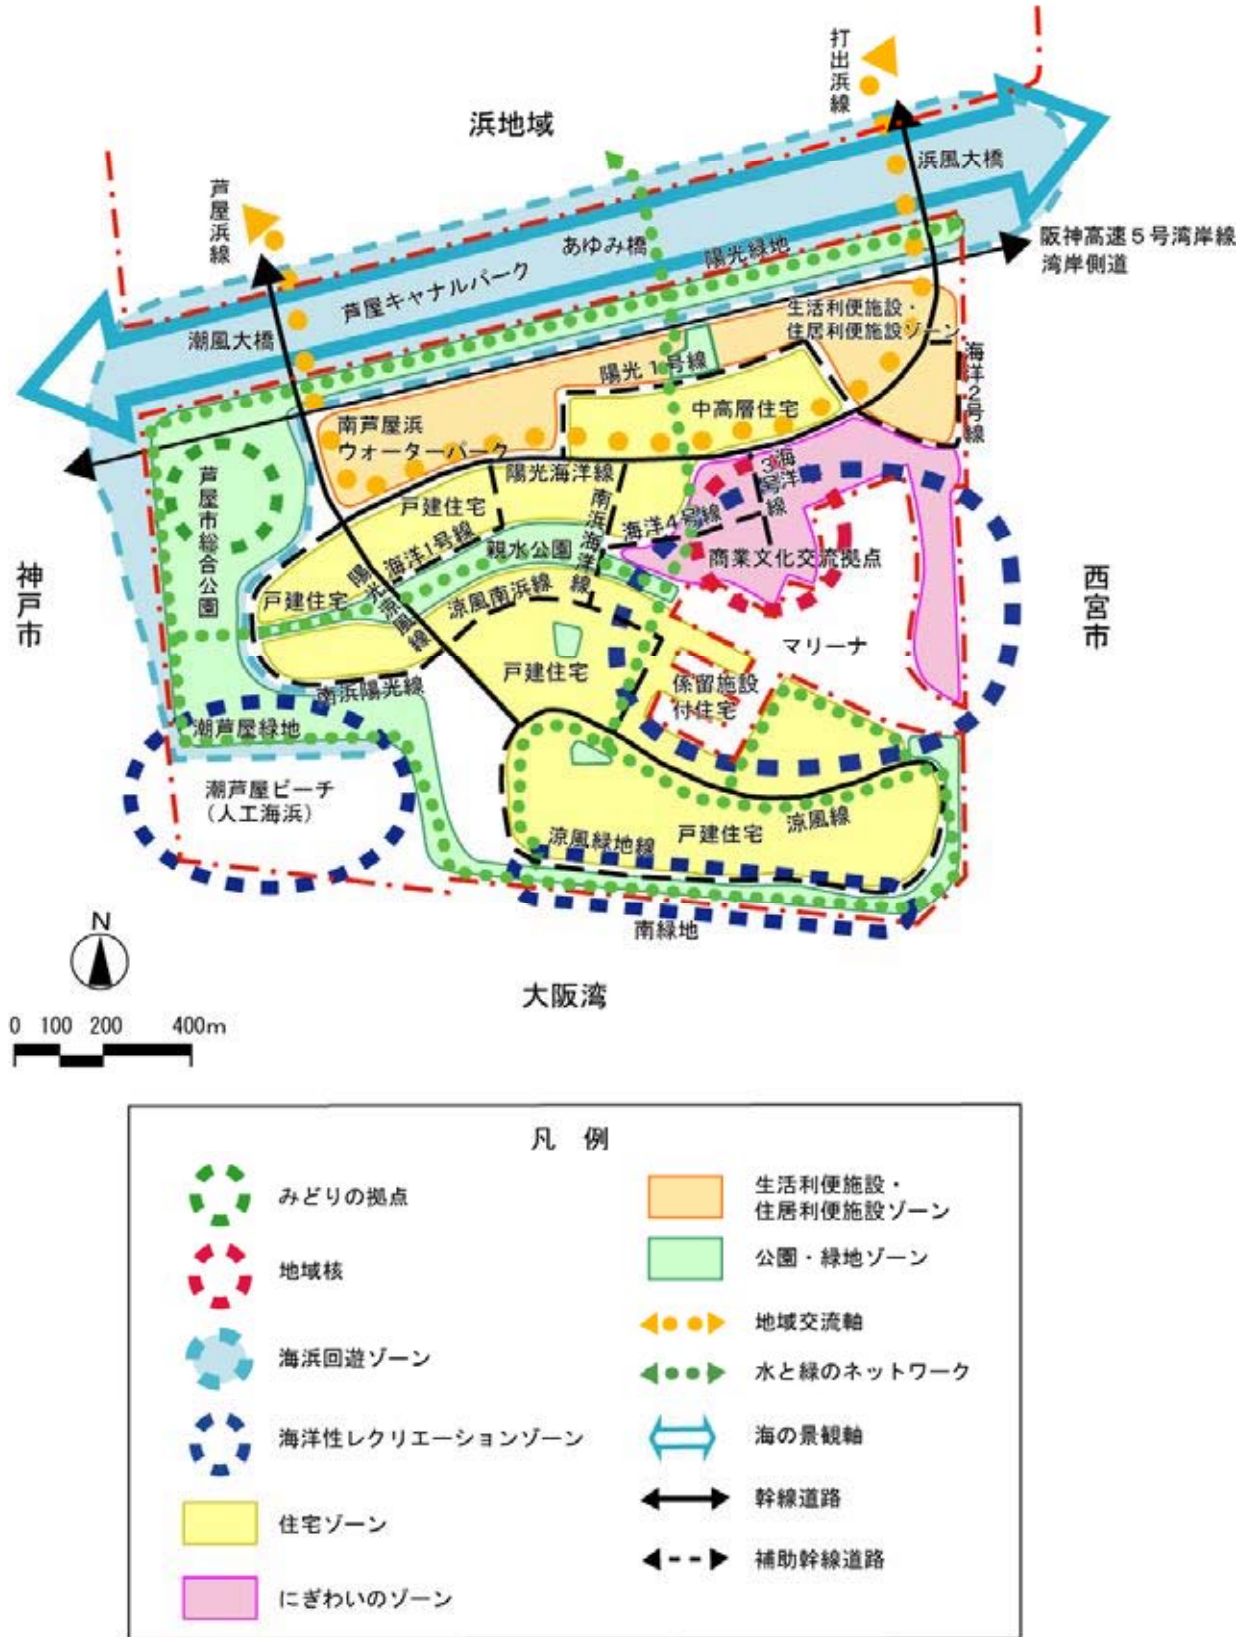 打出浜線
浜地域
浜風大橋
芦屋浜線
あゆみ橋
陽光緑地
阪神高速5号湾岸線
湾岸側道
芦屋キャナルパーク
潮風大橋
生活利便施設・
住居利便施設ゾーン
陽光1号線
海洋2号線
中高層住宅
南芦屋浜
ウォーターパーク
陽光海洋線
海洋3号線
芦屋市総合公園
戸建住宅
南浜海洋線
海洋4号線
海洋1号線
親水公園
商業文化交流拠点
神戸市
西宮市
陽光涼風線
戸建住宅
涼風南浜線
マリーナ
戸建住宅
係留施設
付住宅
南浜陽光線
潮芦屋緑地
潮芦屋ビーチ
(人工海浜)
涼風線
戸建住宅
涼風緑地線
南緑地
N
大阪湾
0 100 200 400m
凡 例
みどりの拠点
地域核
海浜回遊ゾーン
海洋性レクリエーションゾーン
住宅ゾーン
にぎわいのゾーン
生活利便施設・
住居利便施設ゾーン
公園・緑地ゾーン
地域交流軸
水と緑のネットワーク
海の景観軸
幹線道路
補助幹線道路